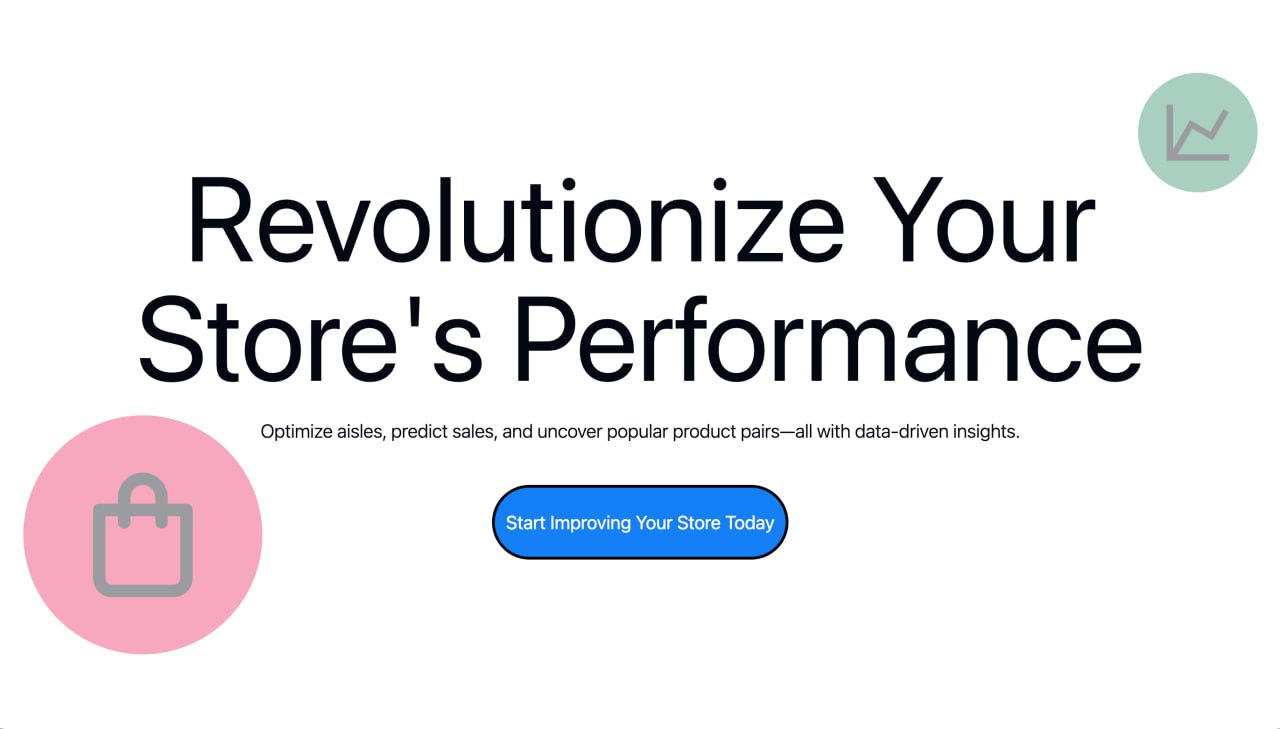 Revolutionize Your
Store's Performance
Optimize aisles, predict sales, and uncover popular product pairs—all with data-driven insights.
Start Improving Your Store Today